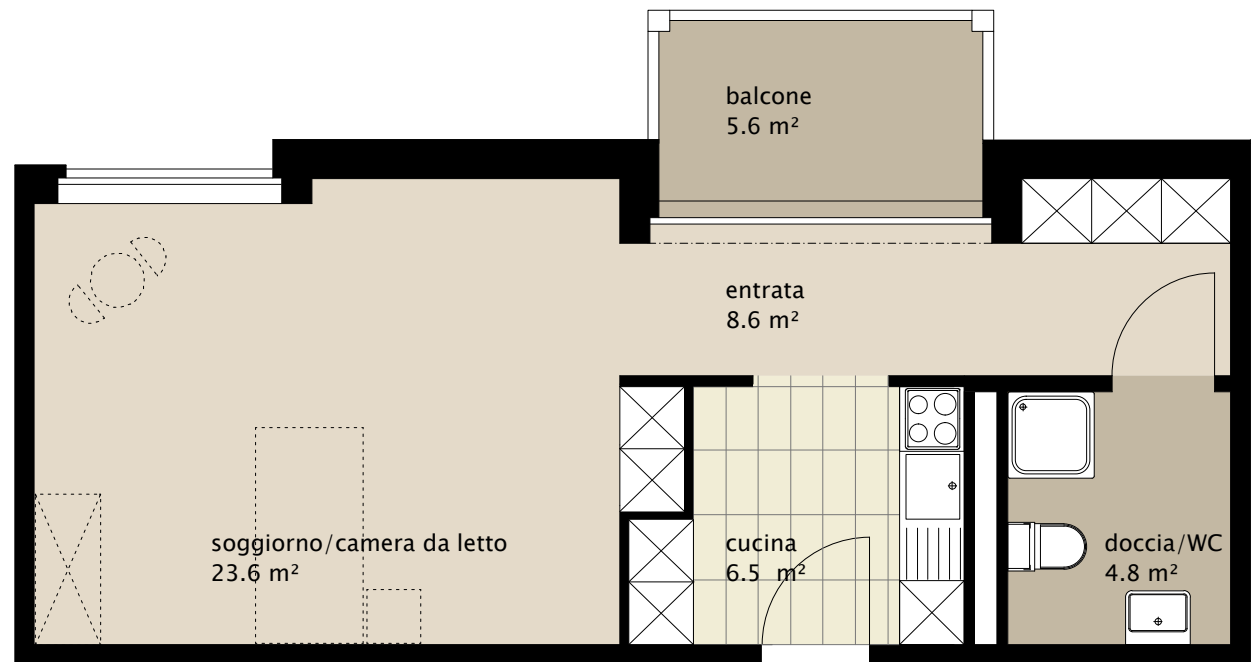 balcone
5.6 m²
entrata
8.6 m²
soggiorno/camera da letto
23.6 m²
cucina
6.5 m²
doccia/WC
4.8 m²